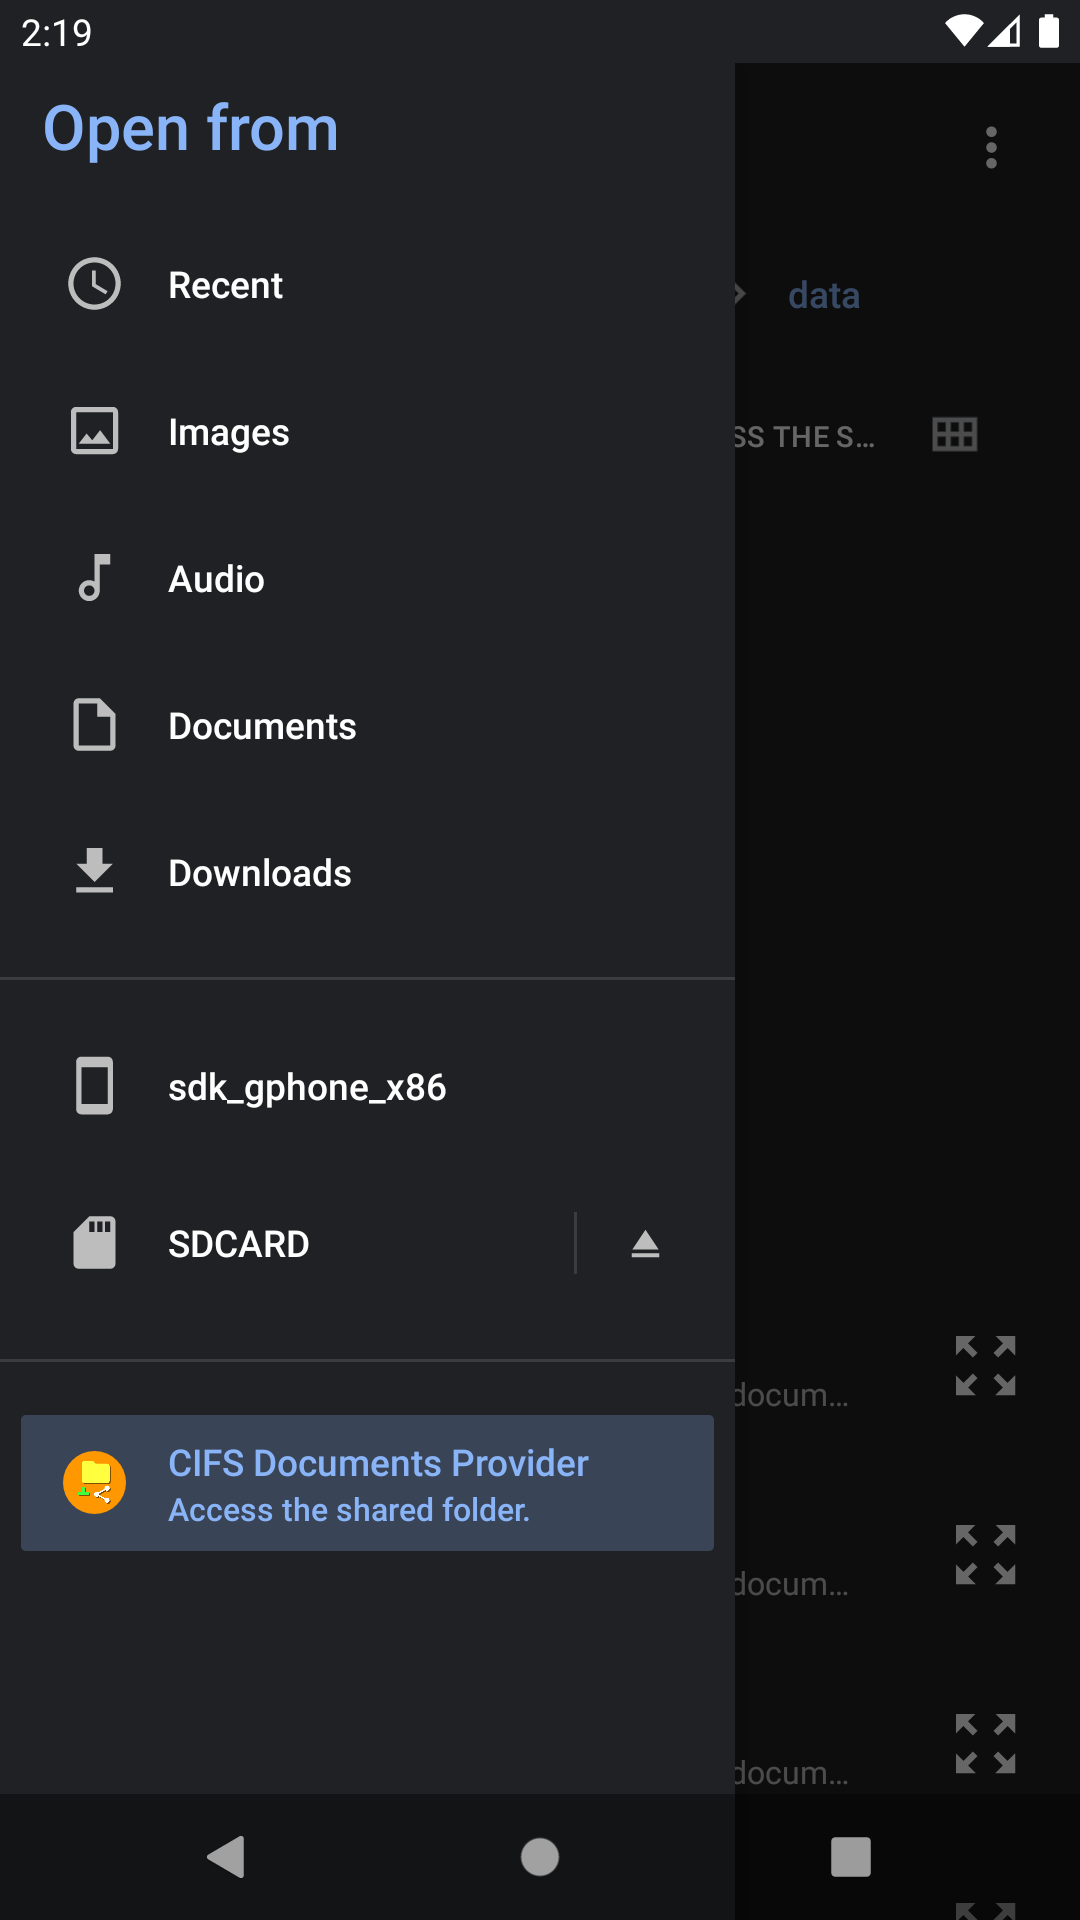 2:19
Open from
Recent
data
Images
SS THE S…
Audio
Documents
Downloads
sdk_gphone_x86
SDCARD
docum…
CIFS Documents Provider
Access the shared folder.
docum…
docum…